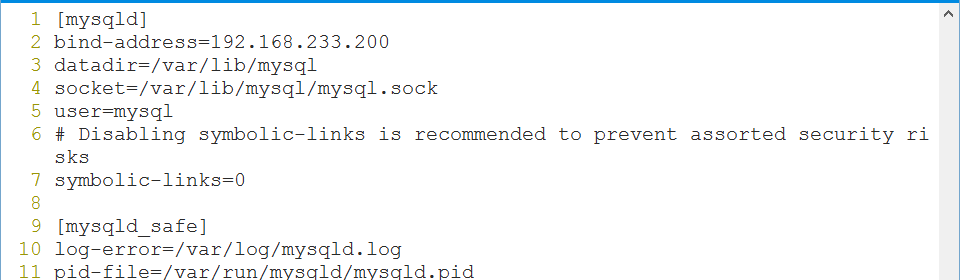 1 [mysqld]
2 bind-address=192.168.233.200
3 datadir=/var/lib/mysql
4 socket=/var/lib/mysql/mysql.sock
5 user=mysql
6 # Disabling symbolic-links is recommended to prevent assorted security ri
sks
7 symbolic-links=0
8
9 [mysqld_safe]
10 log-error=/var/log/mysqld.log
11 pid-file=/var/run/mysqld/mysqld.pid